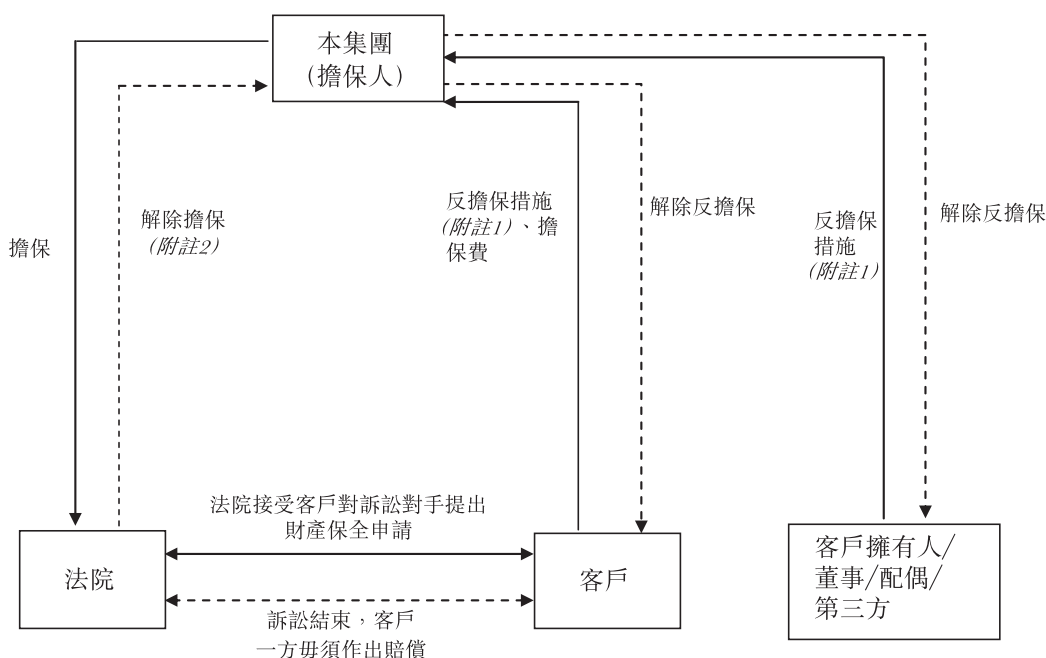 本集團
(擔保人)
擔保
解除擔保
(附註2)
反擔保措施
(附註1)、擔
保費
解除反擔保
反擔保
措施
(附註1)
解除反擔保
法院接受客戶對訴訟對手提出
財產保全申請
法院
客戶
客戶擁有人/
董事/配偶/
第三方
訴訟結束，客戶
一方毋須作出賠償